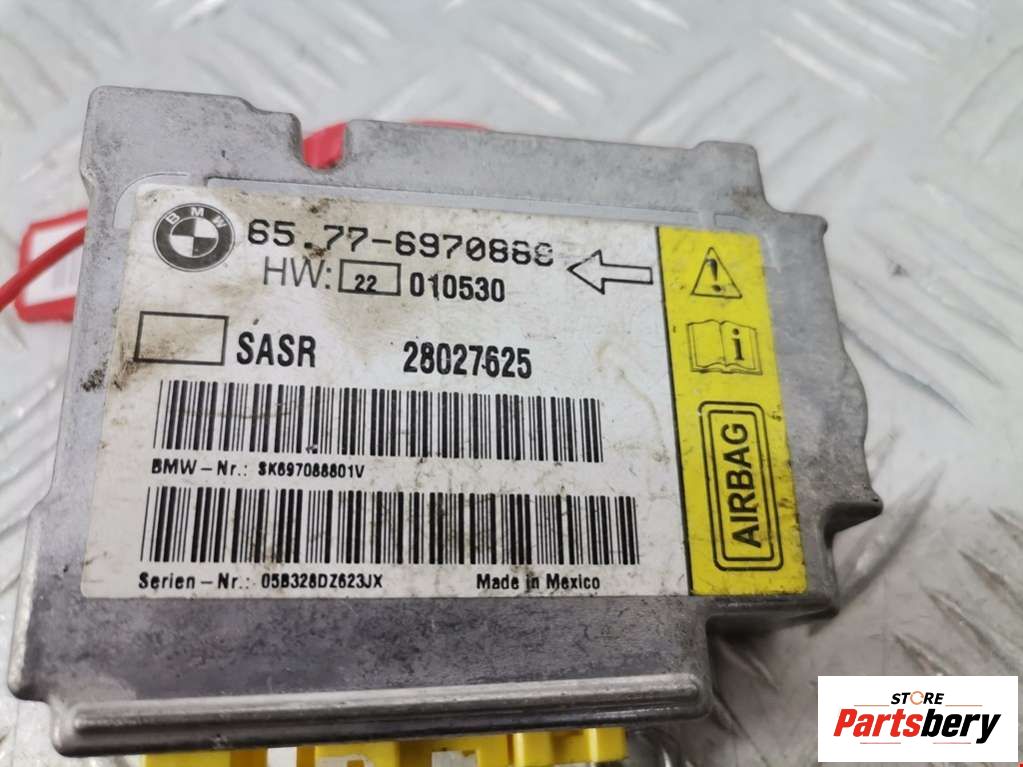 BMW
65.77-6970888
HW: 22 010530
SASR 28027625
BMW-Nr.: SK697088801V
Serien-Nr.: 05B328DZ623JX Made in Mexico
AIRBAG
STORE
Partsbery